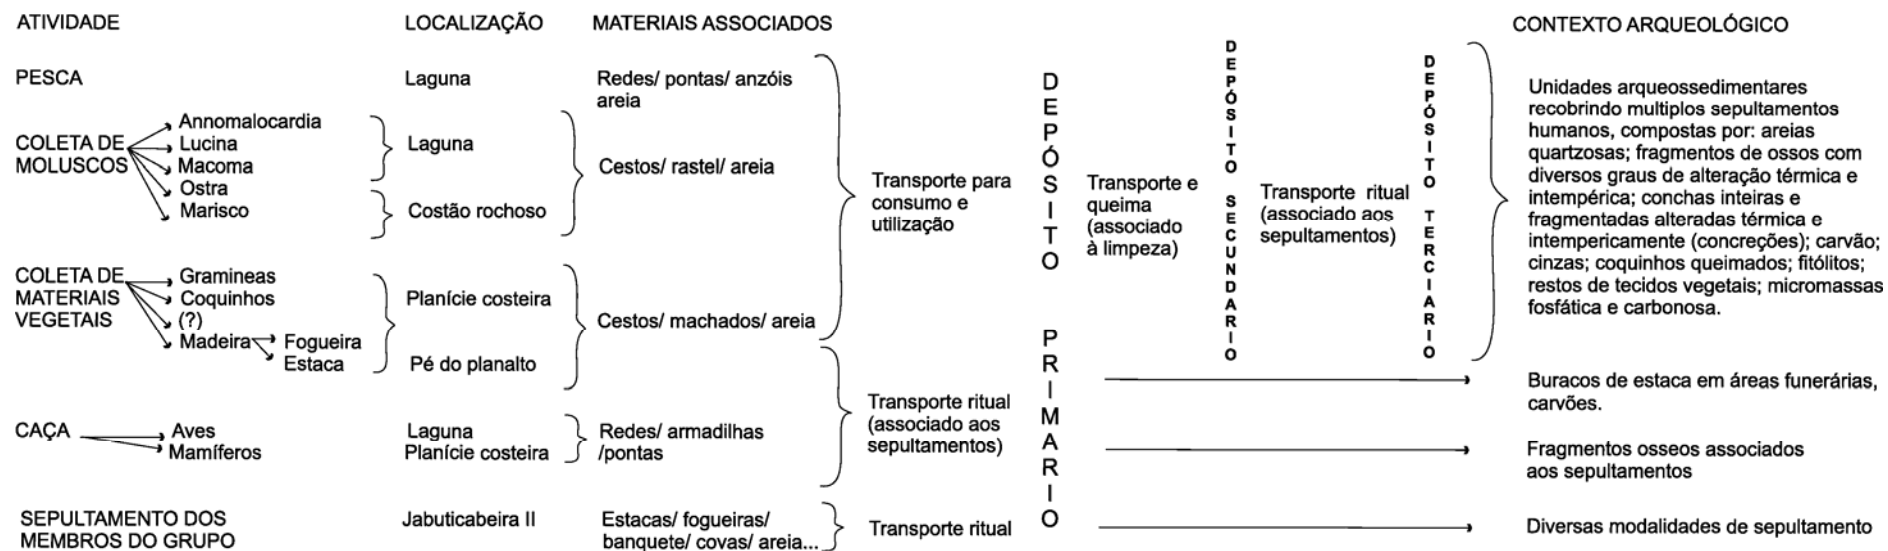 ATIVIDADE
LOCALIZAÇÃO
MATERIAIS ASSOCIADOS
CONTEXTO ARQUEOLÓGICO
PESCA
Laguna
Redes/ pontas/ anzóis
areia
COLETA DE
MOLUSCOS
Annomalocardia
Lucina
Macoma
Ostra
Marisco
Laguna
Costão rochoso
Cestos/ rastel/ areia
COLETA DE
MATERIAIS
VEGETAIS
Gramineas
Coquinhos
(?)
Madeira
Fogueira
Estaca
Planície costeira
Pé do planalto
Cestos/ machados/ areia
CAÇA
Aves
Mamíferos
Laguna
Planície costeira
Redes/ armadilhas
/pontas
SEPULTAMENTO DOS
MEMBROS DO GRUPO
Jabuticabeira II
Estacas/ fogueiras/
banquete/ covas/ areia...
Transporte para
consumo e
utilização
Transporte ritual
(associado aos
sepultamentos)
Transporte ritual
DEPÓSITO PRIMARIO
Transporte e
queima
(associado
à limpeza)
DEPÓSITO SECUNDARIO
Transporte ritual
(associado aos
sepultamentos)
DEPÓSITO TERCIARIO
Unidades arqueossedimentares
recobrindo multiplos sepultamentos
humanos, compostas por: areias
quartzosas; fragmentos de ossos com
diversos graus de alteração térmica e
intempérica; conchas inteiras e
fragmentadas alteradas térmica e
intempericamente (concreções); carvão;
cinzas; coquinhos queimados; fitólitos;
restos de tecidos vegetais; micromassas
fosfática e carbonosa.
Buracos de estaca em áreas funerárias,
carvões.
Fragmentos osseos associados
aos sepultamentos
Diversas modalidades de sepultamento